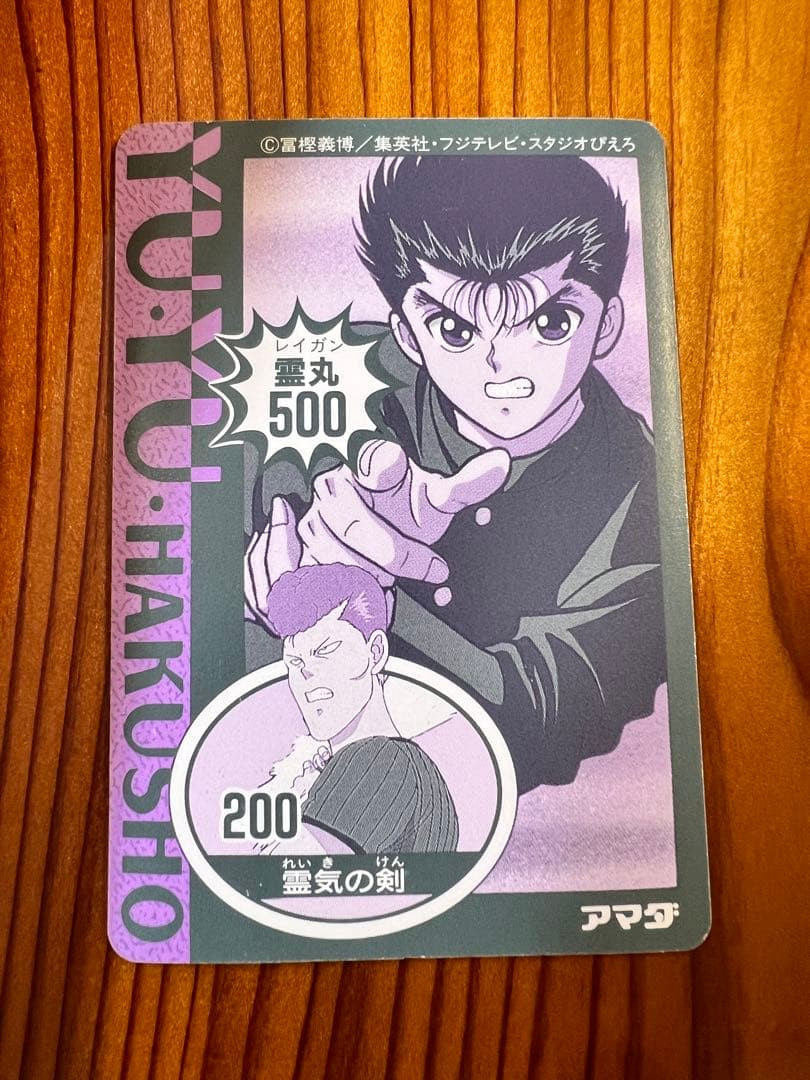 ©冨樫義博/集英社・フジテレビ・スタジオぴえろ
YU・YU・HAKUSHO
レイガン
霊丸
500
200
れいき けん
霊気の剣
アマダ